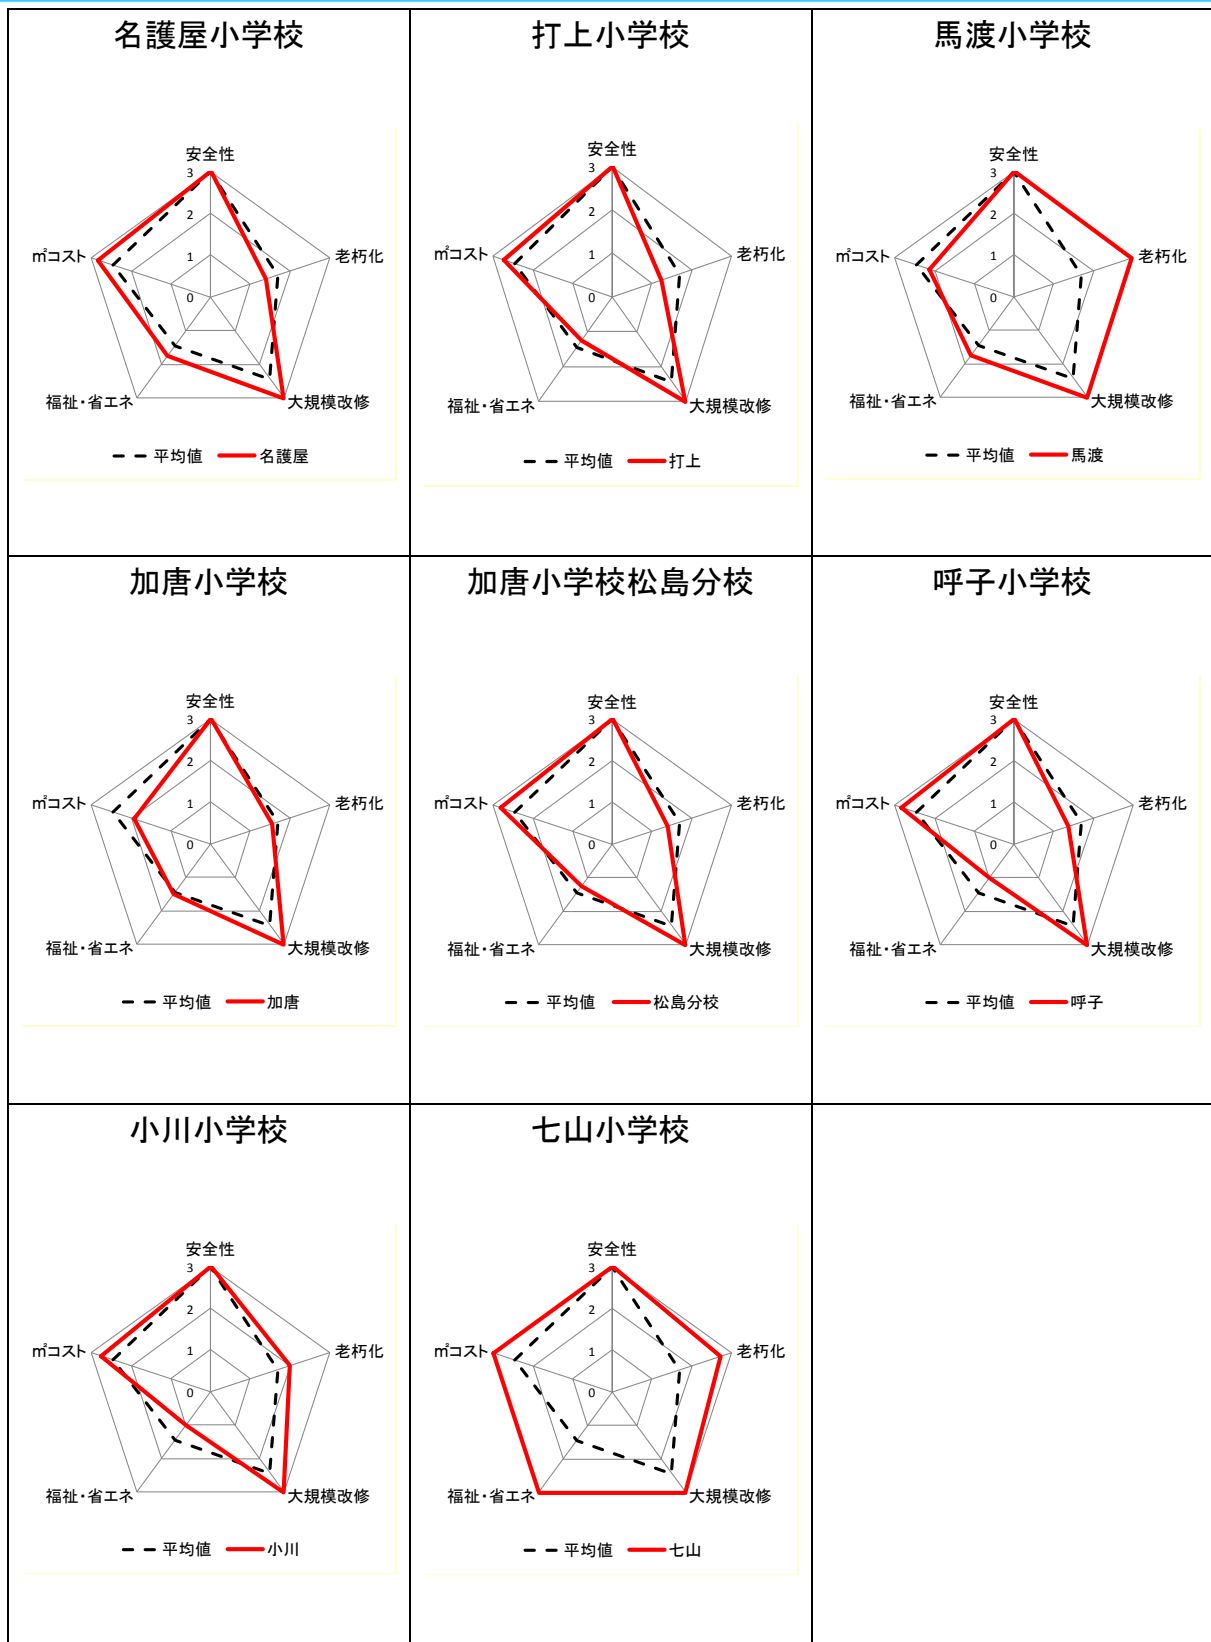 名護屋小学校
安全性
3
2
1
0
老朽化
大規模改修
福祉・省エネ
㎡コスト
平均値 名護屋
打上小学校
安全性
3
2
1
0
老朽化
大規模改修
福祉・省エネ
㎡コスト
平均値 打上
馬渡小学校
安全性
3
2
1
0
老朽化
大規模改修
福祉・省エネ
㎡コスト
平均値 馬渡
加唐小学校
安全性
3
2
1
0
老朽化
大規模改修
福祉・省エネ
㎡コスト
平均値 加唐
加唐小学校松島分校
安全性
3
2
1
0
老朽化
大規模改修
福祉・省エネ
㎡コスト
平均値 松島分校
呼子小学校
安全性
3
2
1
0
老朽化
大規模改修
福祉・省エネ
㎡コスト
平均値 呼子
小川小学校
安全性
3
2
1
0
老朽化
大規模改修
福祉・省エネ
㎡コスト
平均値 小川
七山小学校
安全性
3
2
1
0
老朽化
大規模改修
福祉・省エネ
㎡コスト
平均値 七山